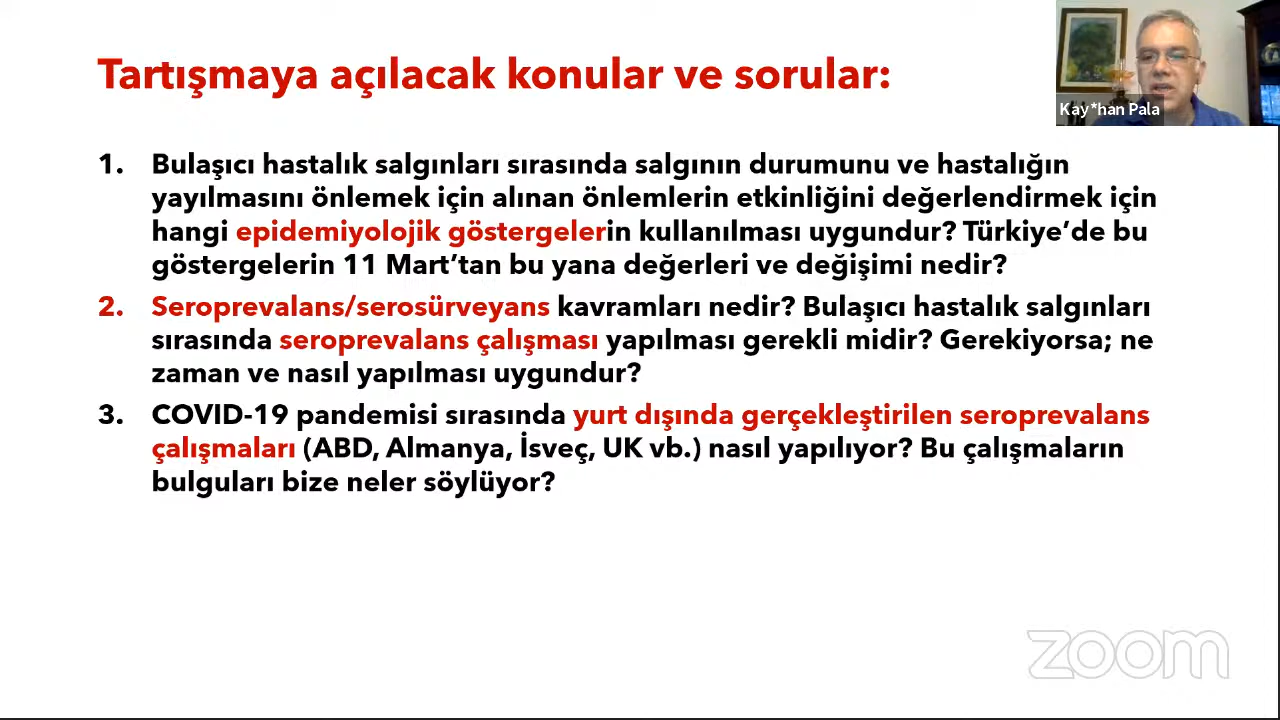 Tartışmaya açılacak konular ve sorular:
Kay*han Pala
1. Bulaşıcı hastalık salgınları sırasında salgının durumunu ve hastalığın
yayılmasını önlemek için alınan önlemlerin etkinliğini değerlendirmek için
hangi epidemiyolojik göstergelerin kullanılması uygundur? Türkiye’de bu
göstergelerin 11 Mart’tan bu yana değerleri ve değişimi nedir?
2. Seroprevalans/serosürveyans kavramları nedir? Bulaşıcı hastalık salgınları
sırasında seroprevalans çalışması yapılması gerekli midir? Gerekiyorsa; ne
zaman ve nasıl yapılması uygundur?
3. COVID-19 pandemisi sırasında yurt dışında gerçekleştirilen seroprevalans
çalışmaları (ABD, Almanya, İsveç, UK vb.) nasıl yapılıyor? Bu çalışmaların
bulguları bize neler söylüyor?
zoom